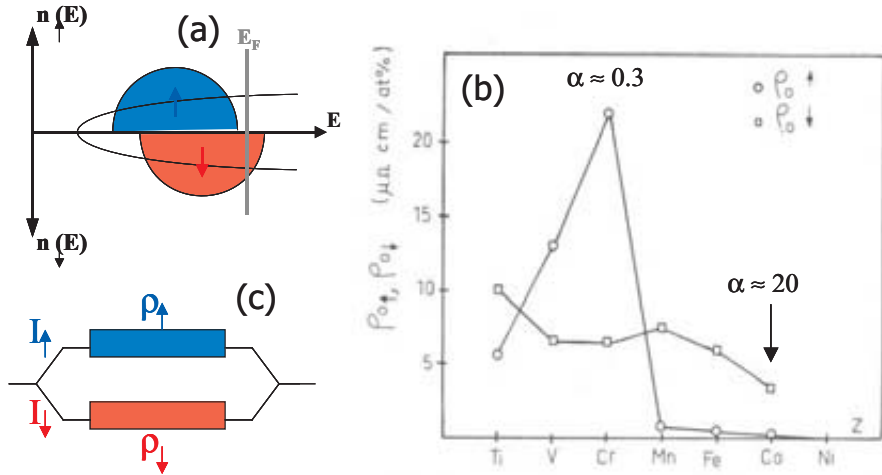 n (E)
↑
(a)
E_F
E
n (E)
↓
(c)
ρ↑
I↑
I↓
ρ↓
(b)
α ≈ 0.3
ρ₀ ↑
ρ₀ ↓
ρ₀↑, ρ₀↓ (μΩ cm / at%)
20
15
10
5
α ≈ 20
Z
Ti V Cr Mn Fe Co Ni